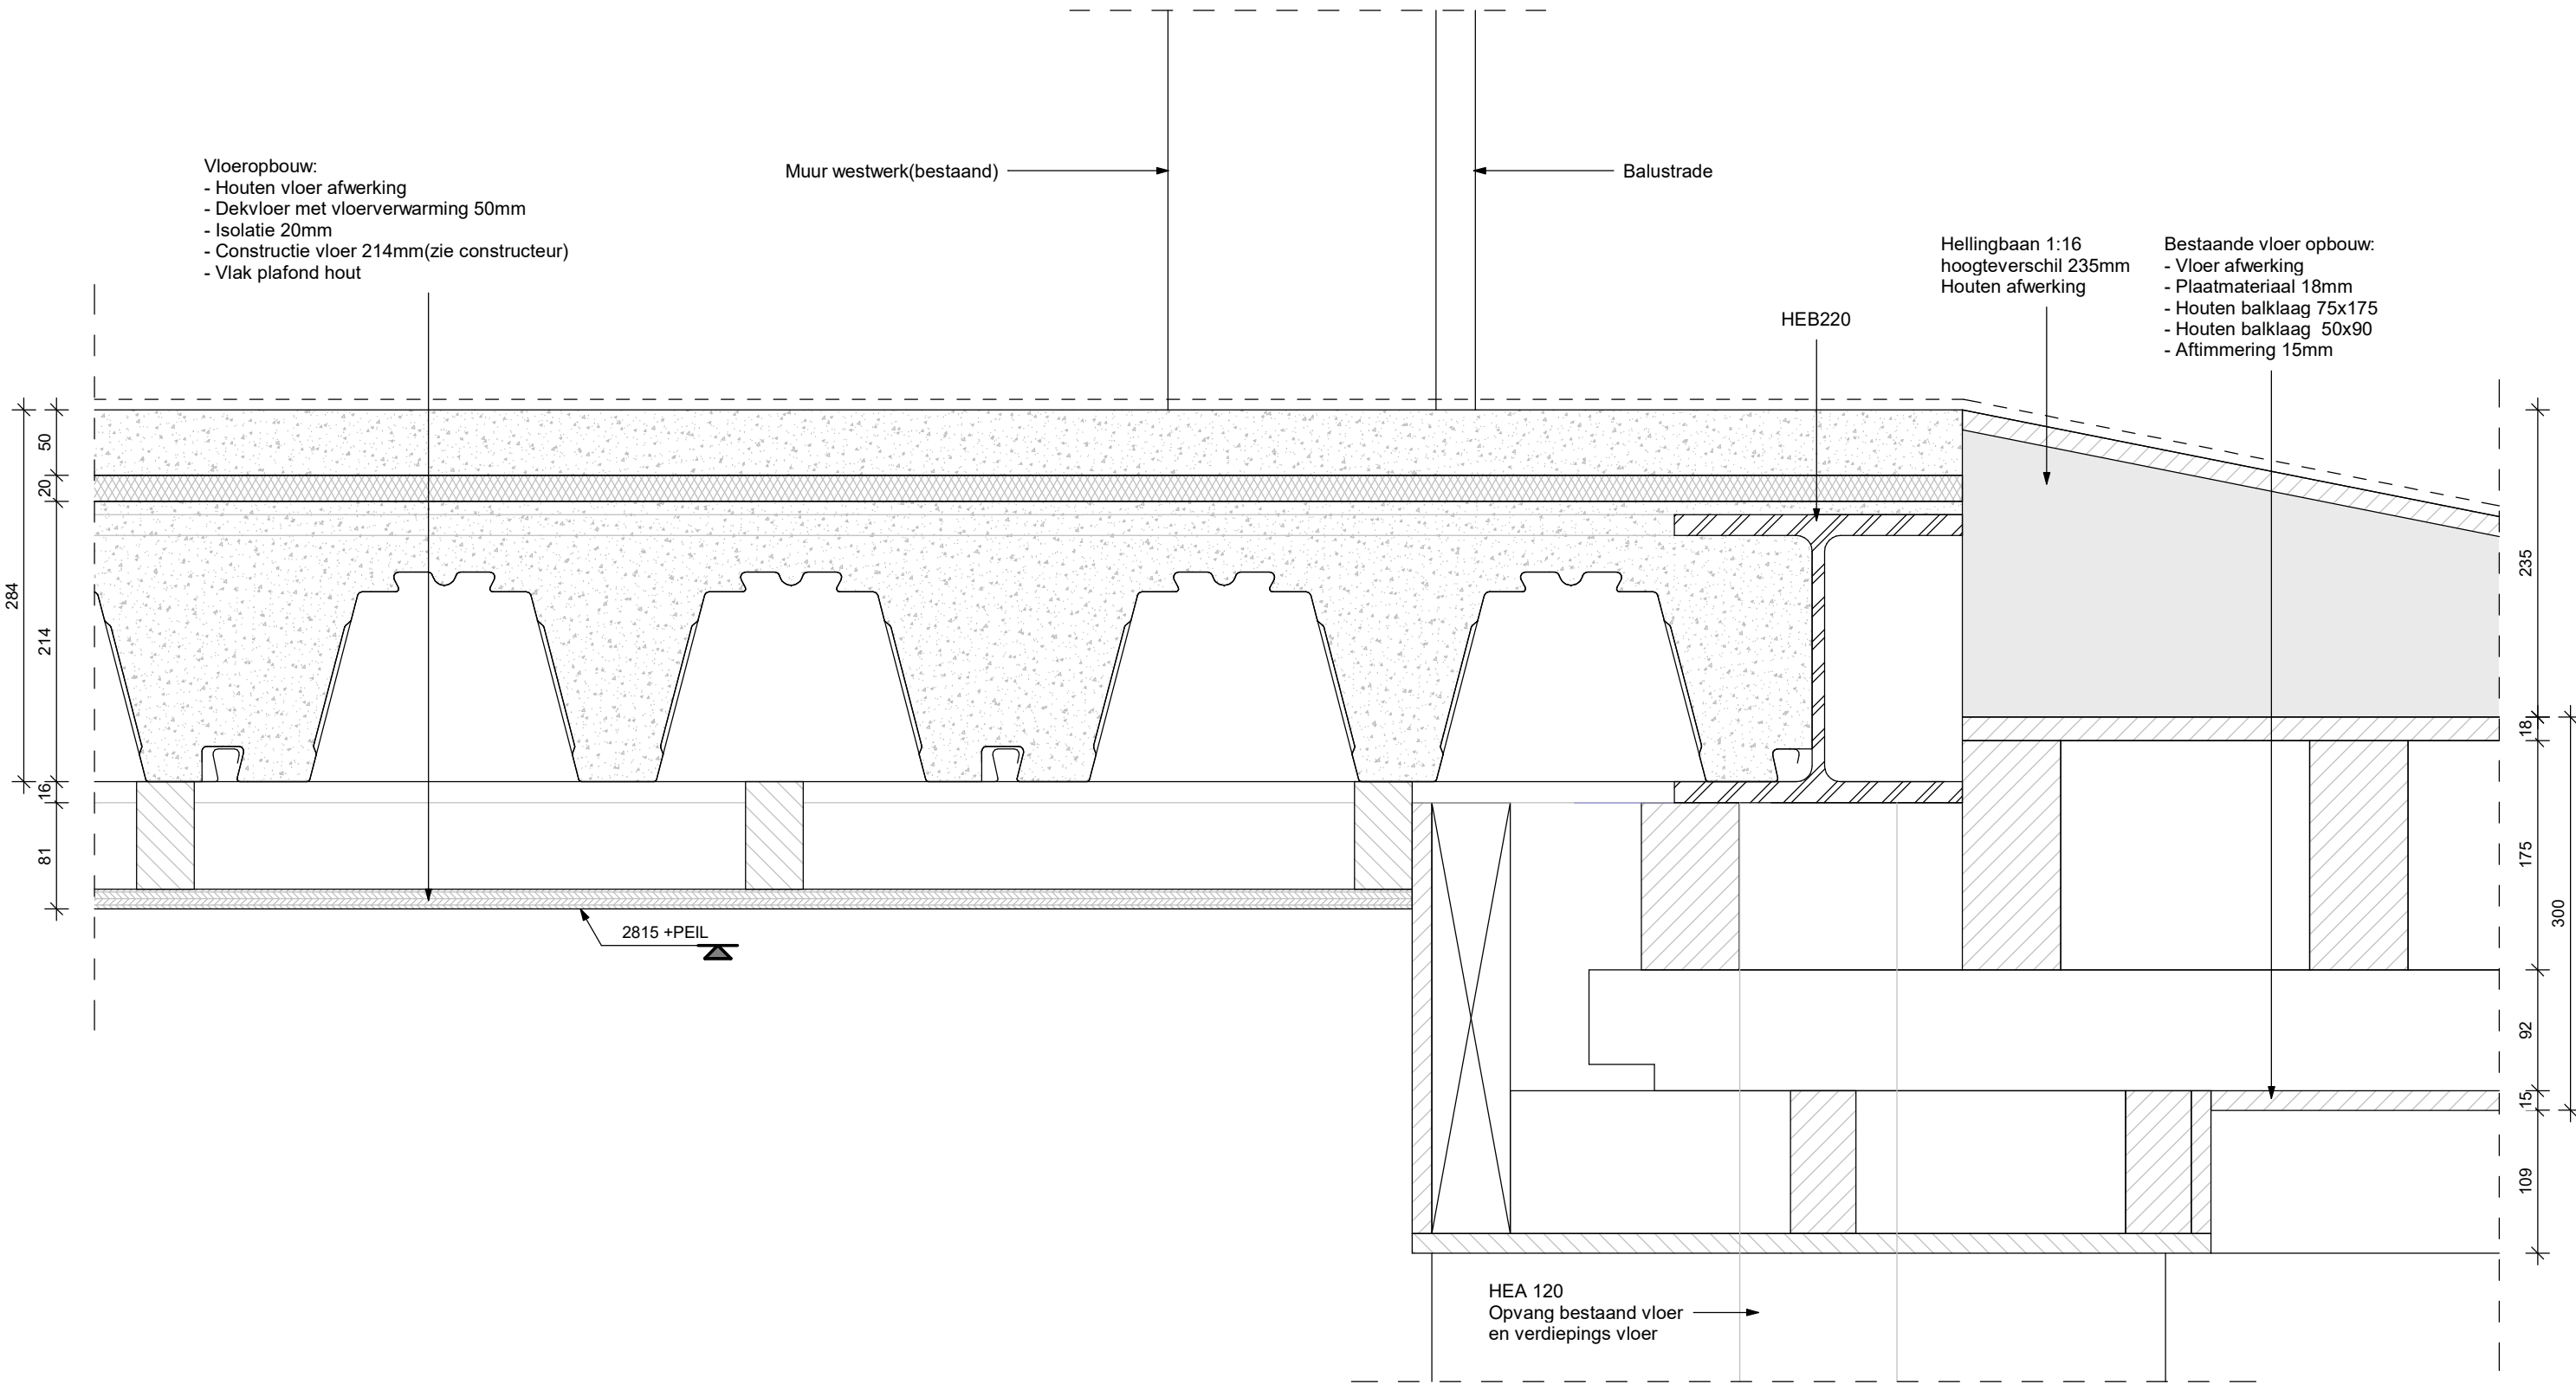 Vloeropbouw:
- Houten vloer afwerking
- Dekvloer met vloerverwarming 50mm
- Isolatie 20mm
- Constructie vloer 214mm(zie constructeur)
- Vlak plafond hout
Muur westwerk(bestaand)
Balustrade
HEB220
Hellingbaan 1:16
hoogteverschil 235mm
Houten afwerking
Bestaande vloer opbouw:
- Vloer afwerking
- Plaatmateriaal 18mm
- Houten balklaag 75x175
- Houten balklaag  50x90
- Aftimmering 15mm
284
50
20
214
16
81
2815 +PEIL
235
18
175
92
15
109
300
HEA 120
Opvang bestaand vloer
en verdiepings vloer